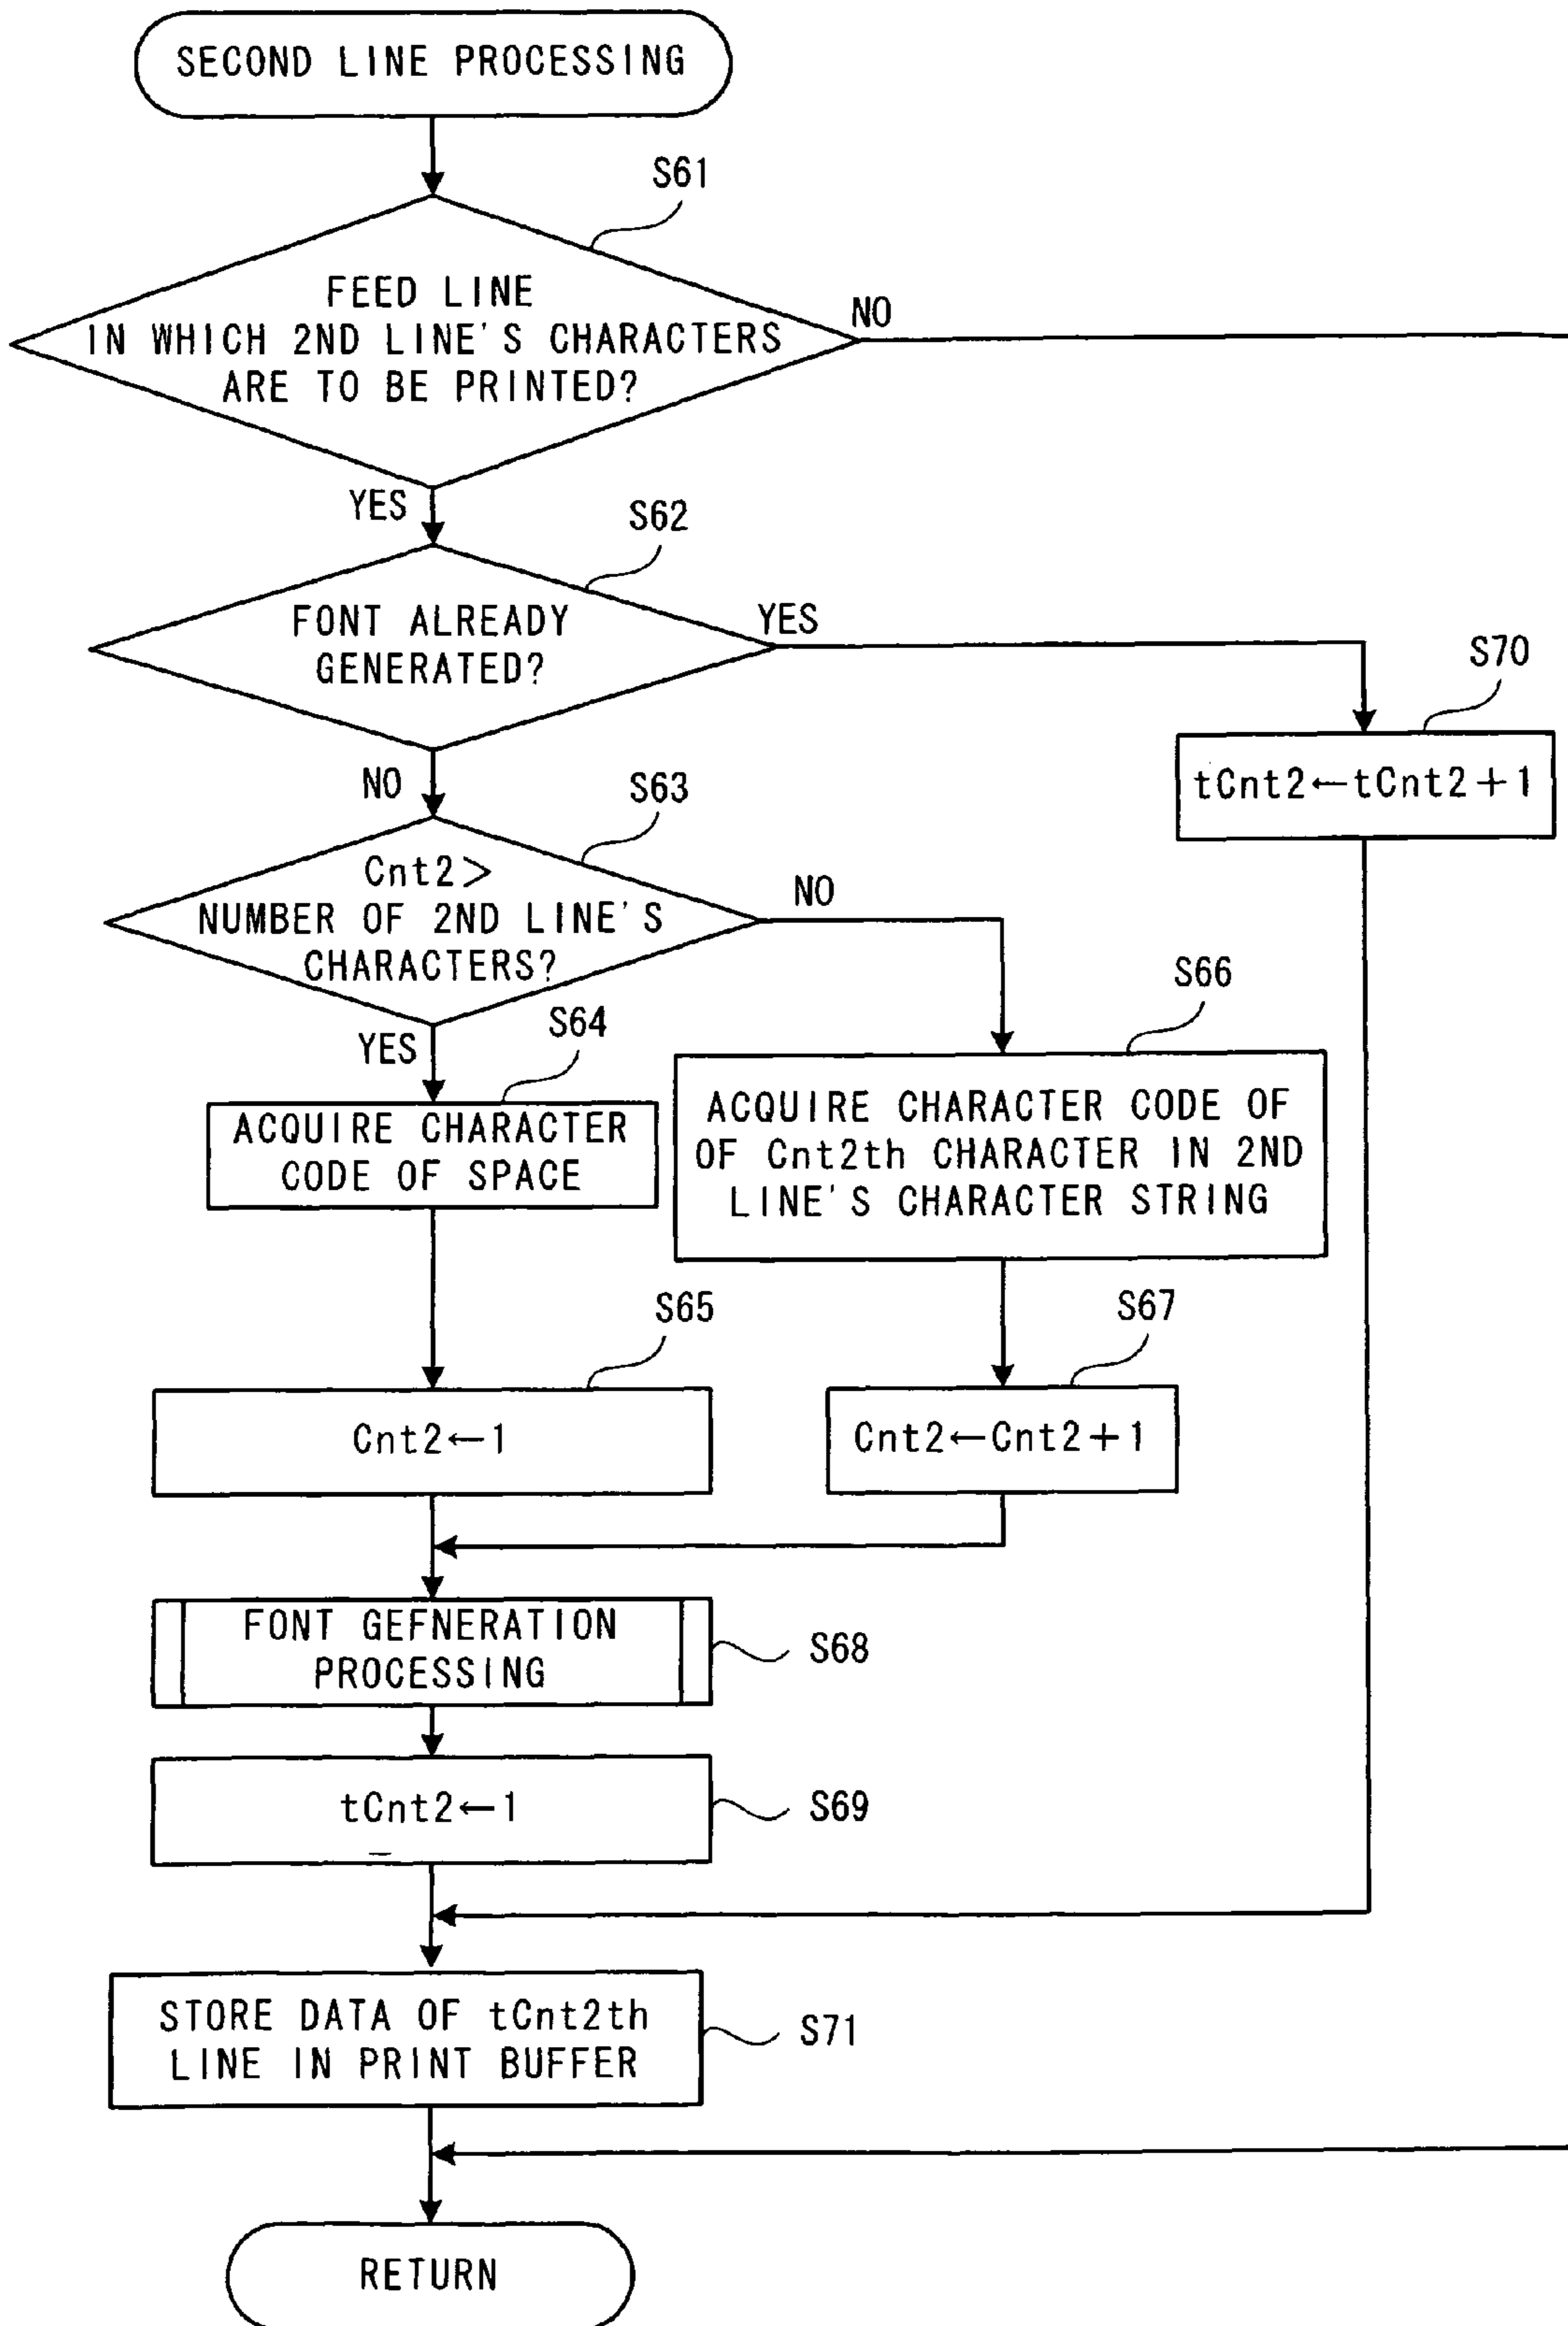 SECOND LINE PROCESSING
S61
FEED LINE
IN WHICH 2ND LINE'S CHARACTERS
ARE TO BE PRINTED?
NO
YES
S62
FONT ALREADY
GENERATED?
YES
S70
tCnt2←tCnt2+1
NO
S63
Cnt2>
NUMBER OF 2ND LINE'S
CHARACTERS?
NO
YES
S64
ACQUIRE CHARACTER
CODE OF SPACE
S66
ACQUIRE CHARACTER CODE OF
OF Cnt2th CHARACTER IN 2ND
LINE'S CHARACTER STRING
S65
Cnt2←1
S67
Cnt2←Cnt2+1
FONT GEFNERATION
PROCESSING
S68
tCnt2←1
S69
STORE DATA OF tCnt2th
LINE IN PRINT BUFFER
S71
RETURN